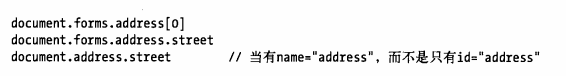 document.forms.address[0]
document.forms.address.street
document.address.street // 当有name="address"，而不是只有id="address"